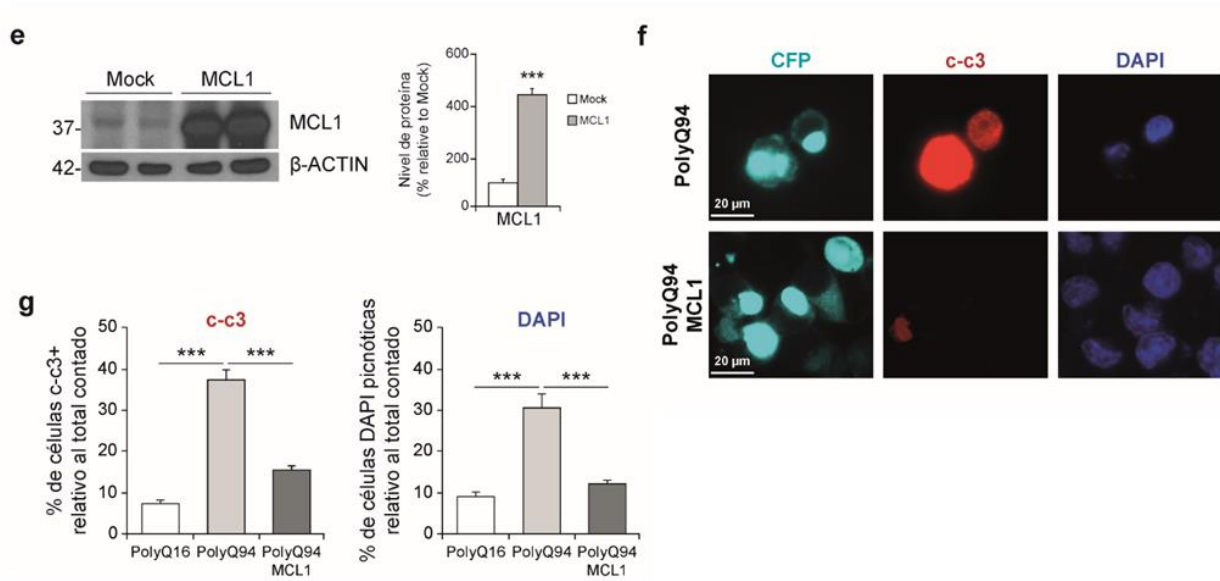 e
Mock MCL1
37- MCL1
42- β-ACTIN
Nivel de proteína
(% relative to Mock)
600
400
200
0
***
MCL1
Mock
MCL1
f
CFP c-c3 DAPI
PolyQ94
20 µm
PolyQ94
MCL1
20 µm
g
c-c3
% de células c-c3+
relativo al total contado
50
40
30
20
10
0
*** ***
PolyQ16 PolyQ94 PolyQ94
MCL1
DAPI
% de células DAPI picnóticas
relativo al total contado
50
40
30
20
10
0
*** ***
PolyQ16 PolyQ94 PolyQ94
MCL1